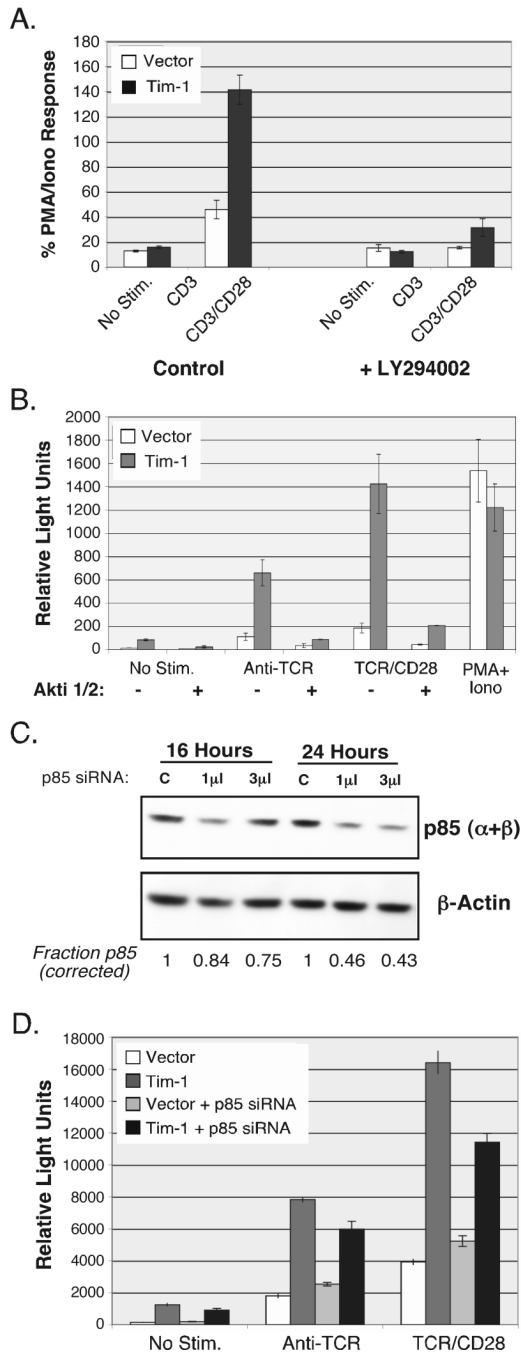 A.
% PMA/Iono Response
180
160
140
120
100
80
60
40
20
0
Vector
Tim-1
No Stim.
CD3
CD3/CD28
No Stim.
CD3
CD3/CD28
Control
+ LY294002
B.
Relative Light Units
2000
1800
1600
1400
1200
1000
800
600
400
200
0
Vector
Tim-1
No Stim.
Anti-TCR
TCR/CD28
PMA+
Iono
Akti 1/2: - + - + - +
C.
16 Hours 24 Hours
p85 siRNA: C 1µl 3µl C 1µl 3µl
p85 (α+β)
β-Actin
Fraction p85
(corrected)
1 0.84 0.75 1 0.46 0.43
D.
Relative Light Units
18000
16000
14000
12000
10000
8000
6000
4000
2000
0
Vector
Tim-1
Vector + p85 siRNA
Tim-1 + p85 siRNA
No Stim.
Anti-TCR
TCR/CD28